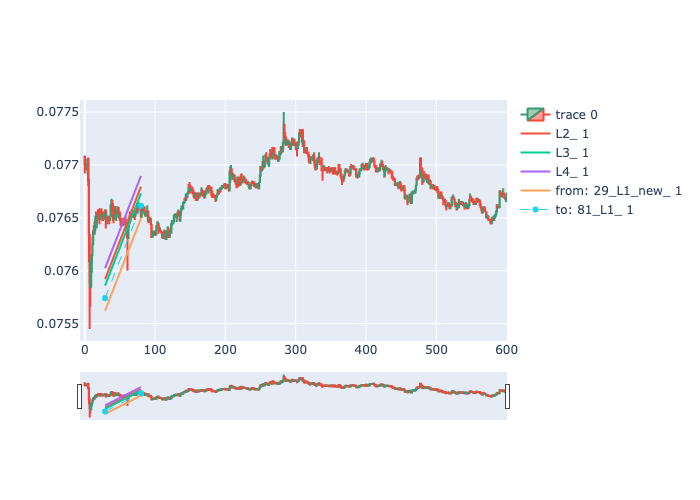 0.0775
0.077
0.0765
0.076
0.0755
0
100
200
300
400
500
600
trace 0
L2_ 1
L3_ 1
L4_ 1
from: 29_L1_new_ 1
to: 81_L1_ 1